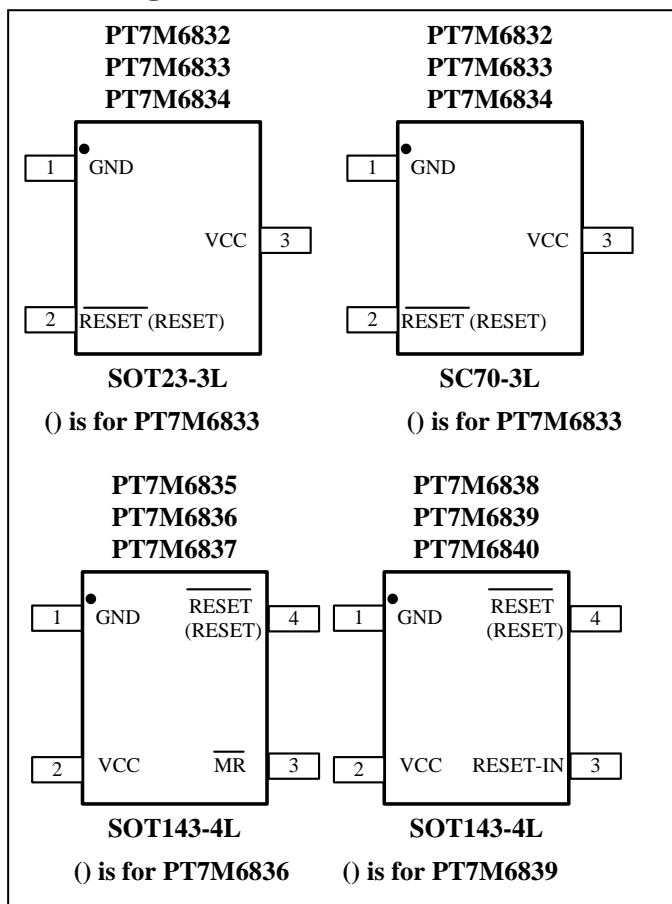 PT7M6832
PT7M6833
PT7M6834
1
GND
VCC
3
2
RESET (RESET)
SOT23-3L
() is for PT7M6833
PT7M6832
PT7M6833
PT7M6834
1
GND
VCC
3
2
RESET (RESET)
SC70-3L
() is for PT7M6833
PT7M6835
PT7M6836
PT7M6837
1
GND
RESET
(RESET)
4
2
VCC
MR
3
SOT143-4L
() is for PT7M6836
PT7M6838
PT7M6839
PT7M6840
1
GND
RESET
(RESET)
4
2
VCC
RESET-IN
3
SOT143-4L
() is for PT7M6839